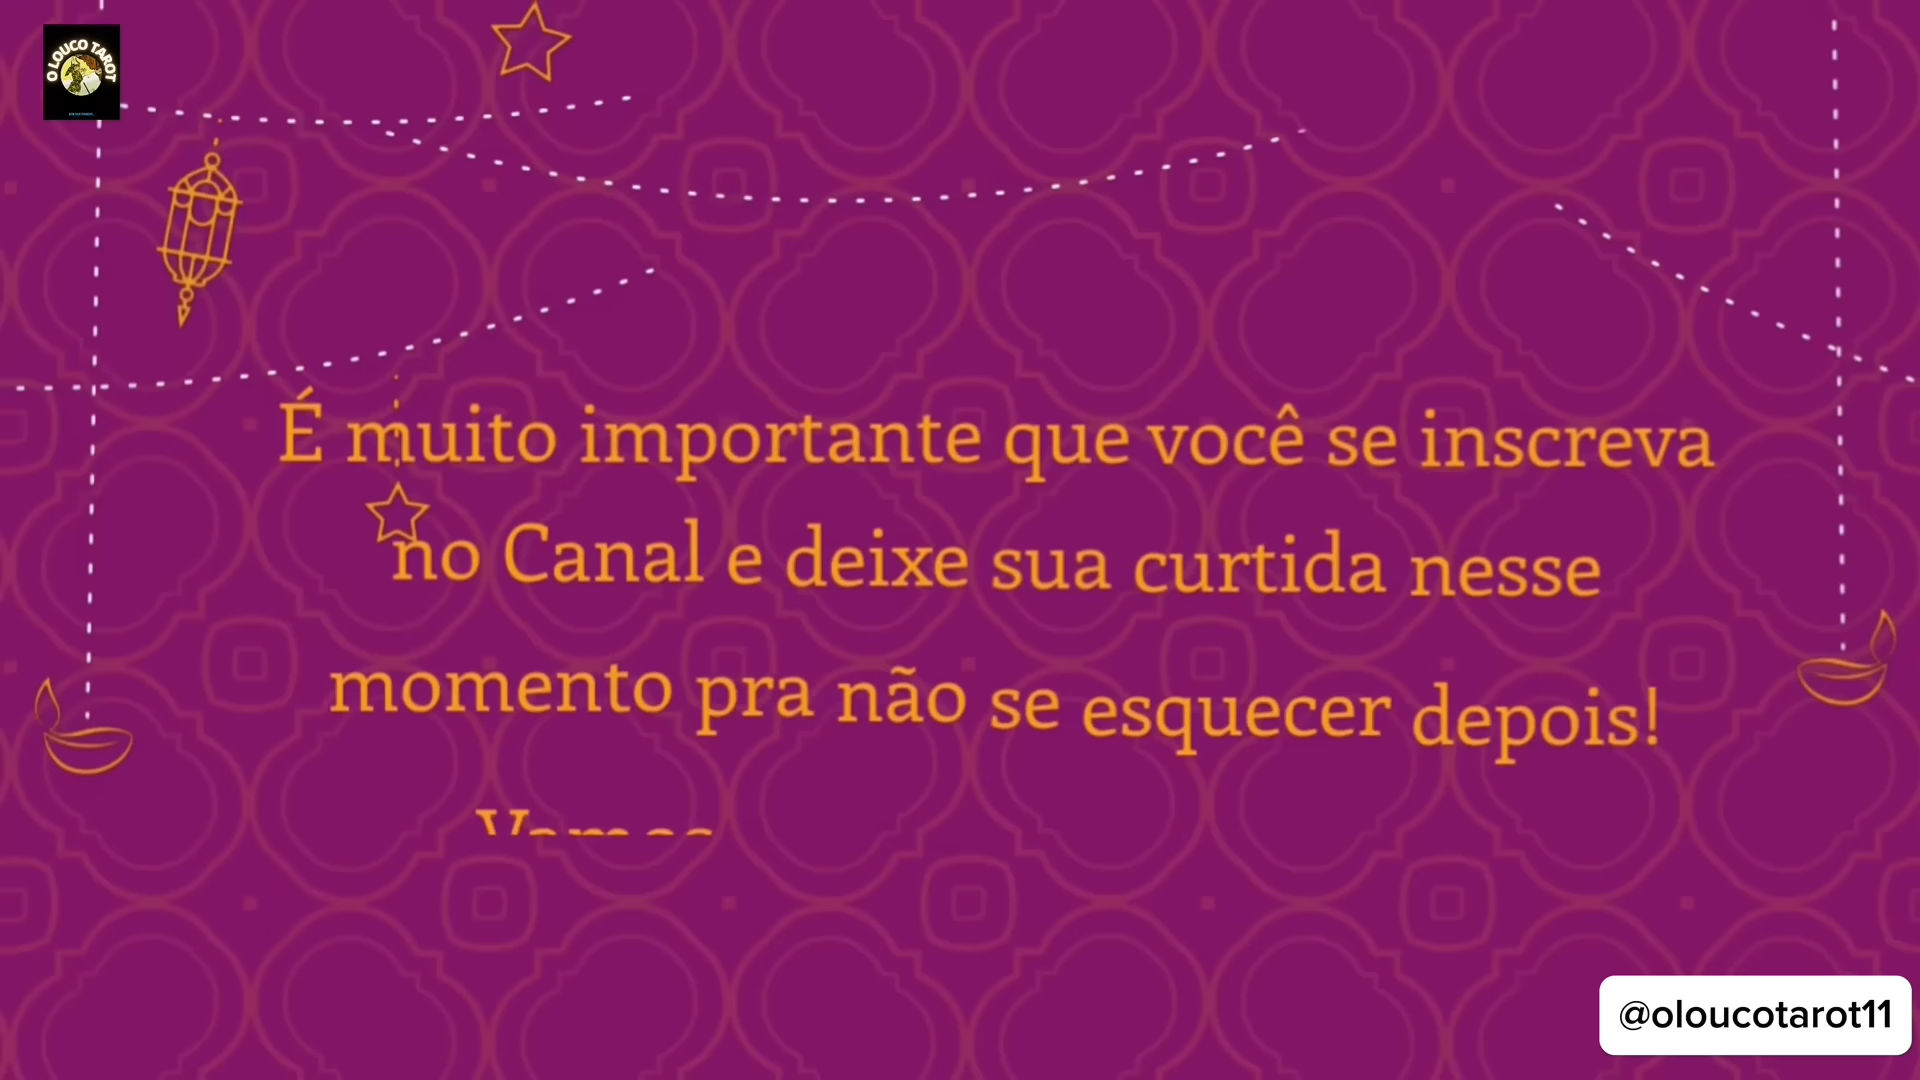 O LOUCO TAROT
É muito importante que você se inscreva
no Canal e deixe sua curtida nesse
momento pra não se esquecer depois!
Vamos
@oloucotarot11